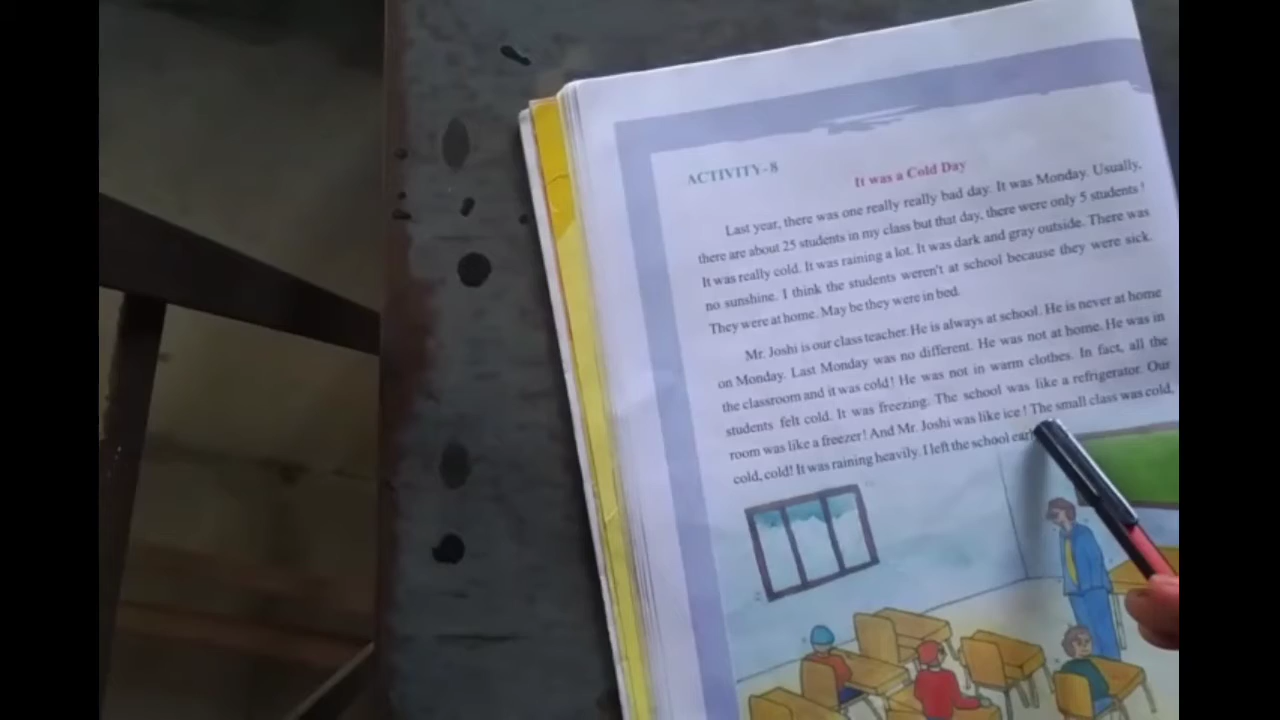 ACTIVITY-8
It was a Cold Day
Last year, there was one really really bad day. It was Monday. Usually,
there are about 25 students in my class but that day, there were only 5 students !
It was really cold. It was raining a lot. It was dark and gray outside. There was
no sunshine. I think the students weren't at school because they were sick.
They were at home. May be they were in bed.
Mr. Joshi is our class teacher. He is always at school. He is never at home
on Monday. Last Monday was no different. He was not at home. He was in
the classroom and it was cold! He was not in warm clothes. In fact, all the
students felt cold. It was freezing. The school was like a refrigerator. Our
room was like a freezer! And Mr. Joshi was like ice ! The small class was cold,
cold, cold! It was raining heavily. I left the school